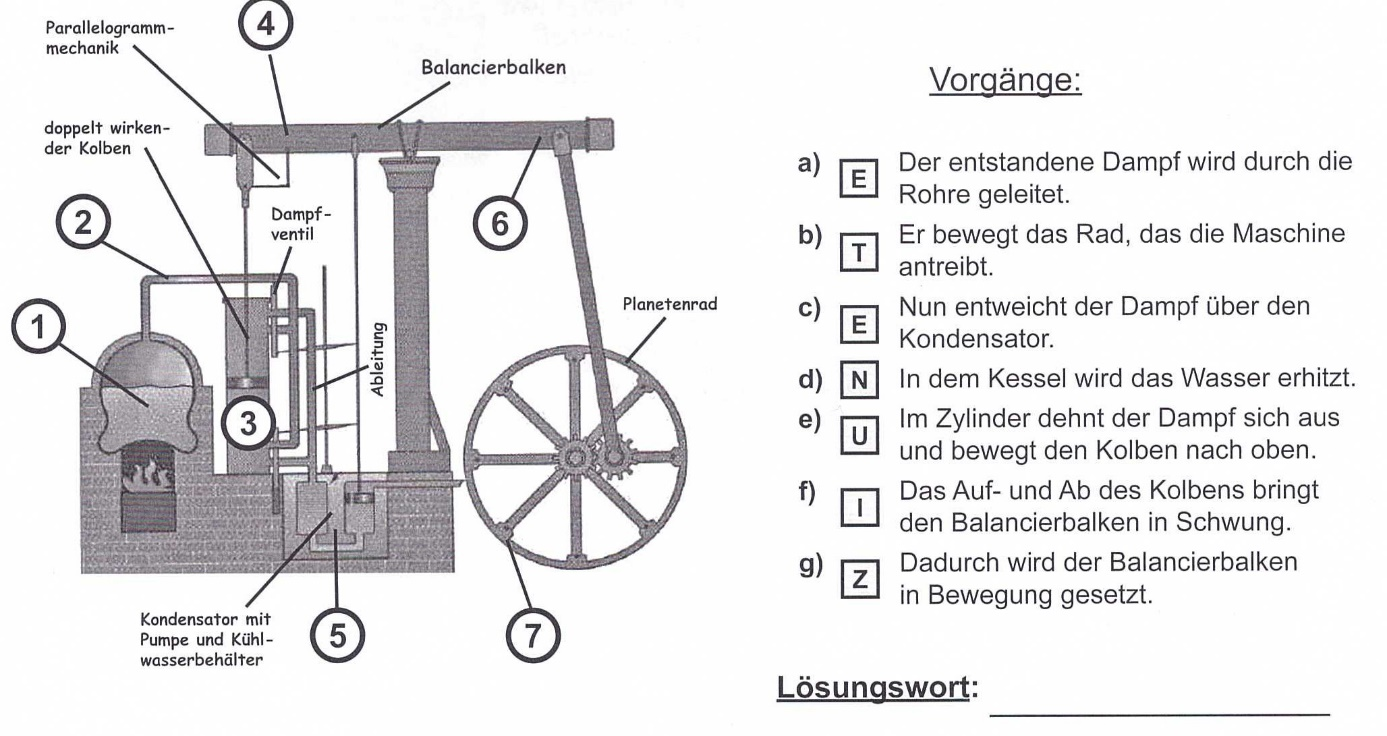 Parallelogramm-
mechanik
4
Balancierbalken
doppelt wirken-
der Kolben
2
Dampf-
ventil
6
1
Planetenrad
Ableitung
3
Kondensator mit
Pumpe und Kühl-
wasserbehälter
5
7
Vorgänge:
a) E Der entstandene Dampf wird durch die
Rohre geleitet.
b) T Er bewegt das Rad, das die Maschine
antreibt.
c) E Nun entweicht der Dampf über den
Kondensator.
d) N In dem Kessel wird das Wasser erhitzt.
e) U Im Zylinder dehnt der Dampf sich aus
und bewegt den Kolben nach oben.
f) I Das Auf- und Ab des Kolbens bringt
den Balancierbalken in Schwung.
g) Z Dadurch wird der Balancierbalken
in Bewegung gesetzt.
Lösungswort: